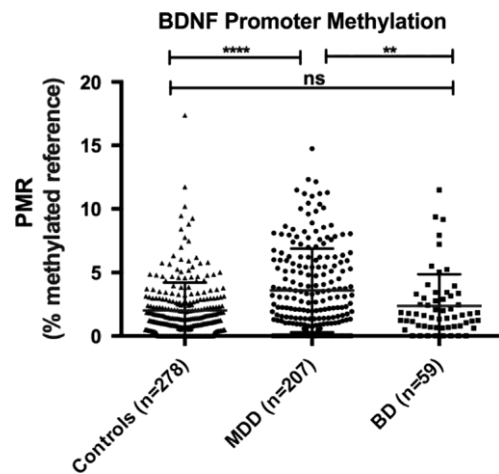 BDNF Promoter Methylation
****
**
ns
PMR
(% methylated reference)
20
15
10
5
0
Controls (n=278)
MDD (n=207)
BD (n=59)